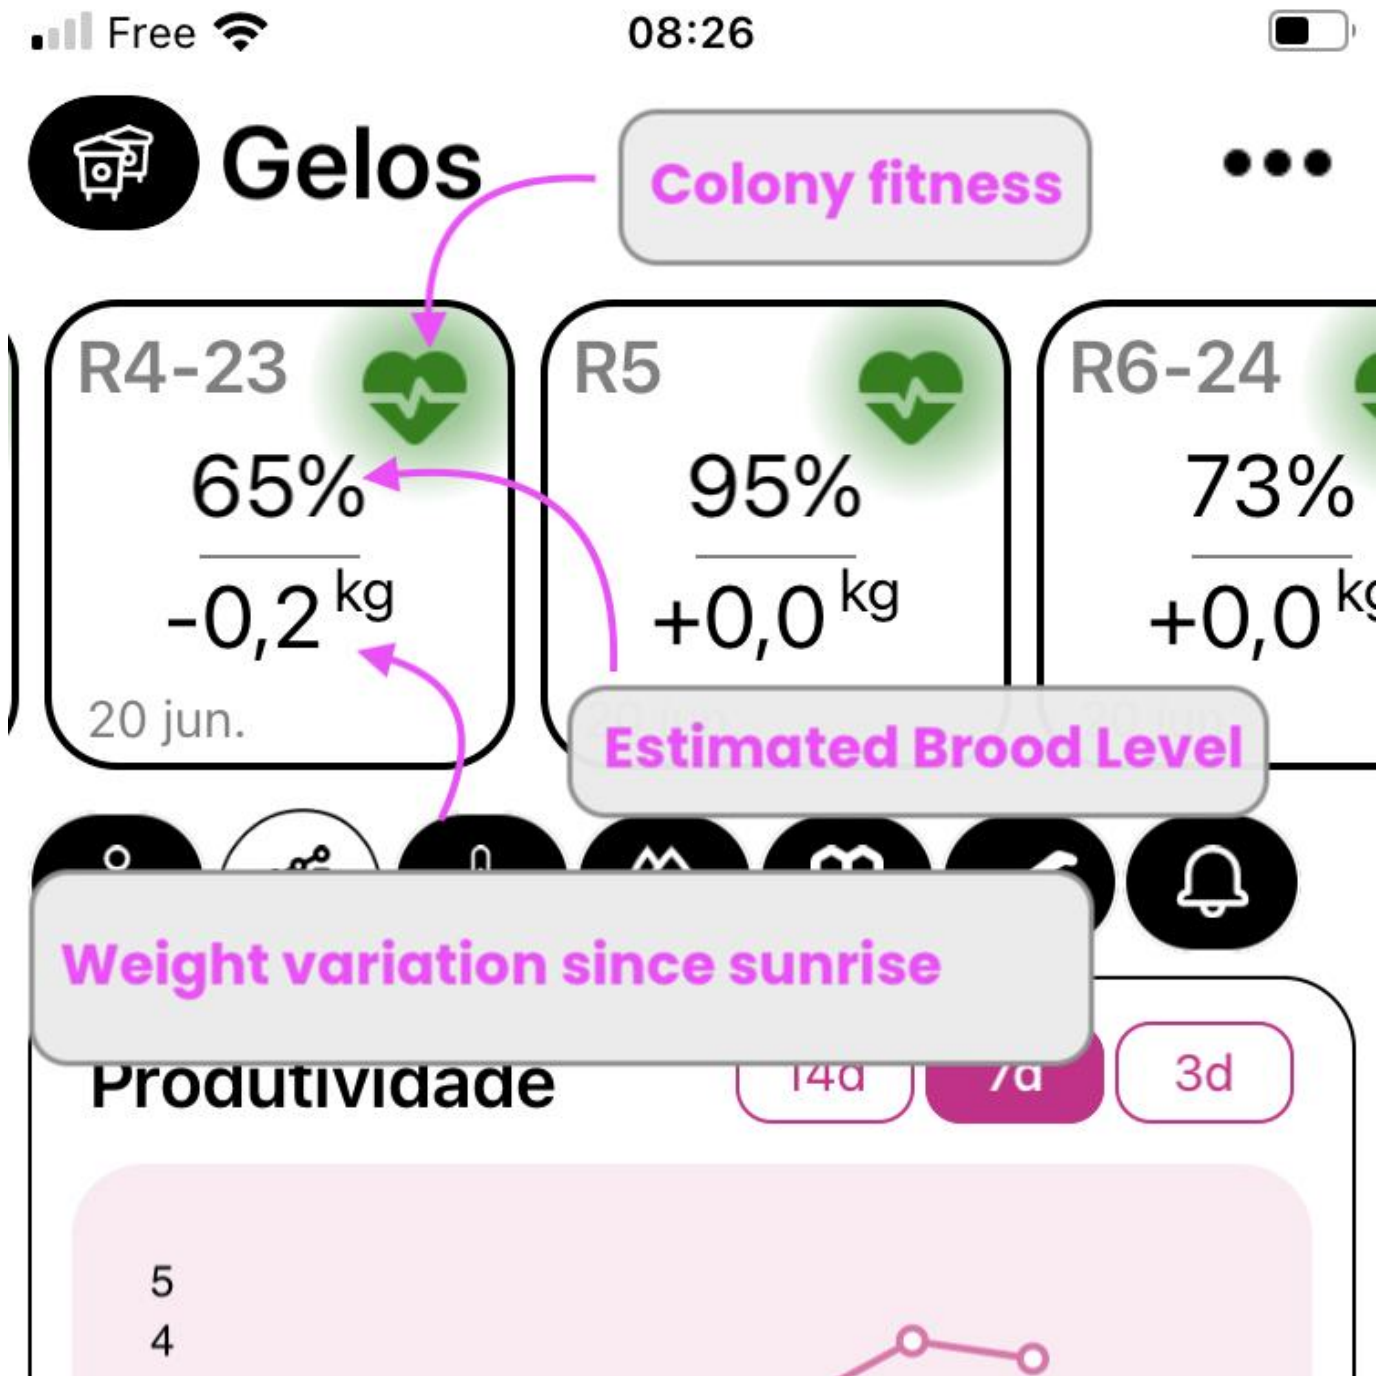 Free 08:26
Gelos
Colony fitness
R4-23
65%
-0,2 kg
20 jun.
R5
95%
+0,0 kg
R6-24
73%
+0,0
Estimated Brood Level
Weight variation since sunrise
Produtividade
14d 7d 3d
5
4